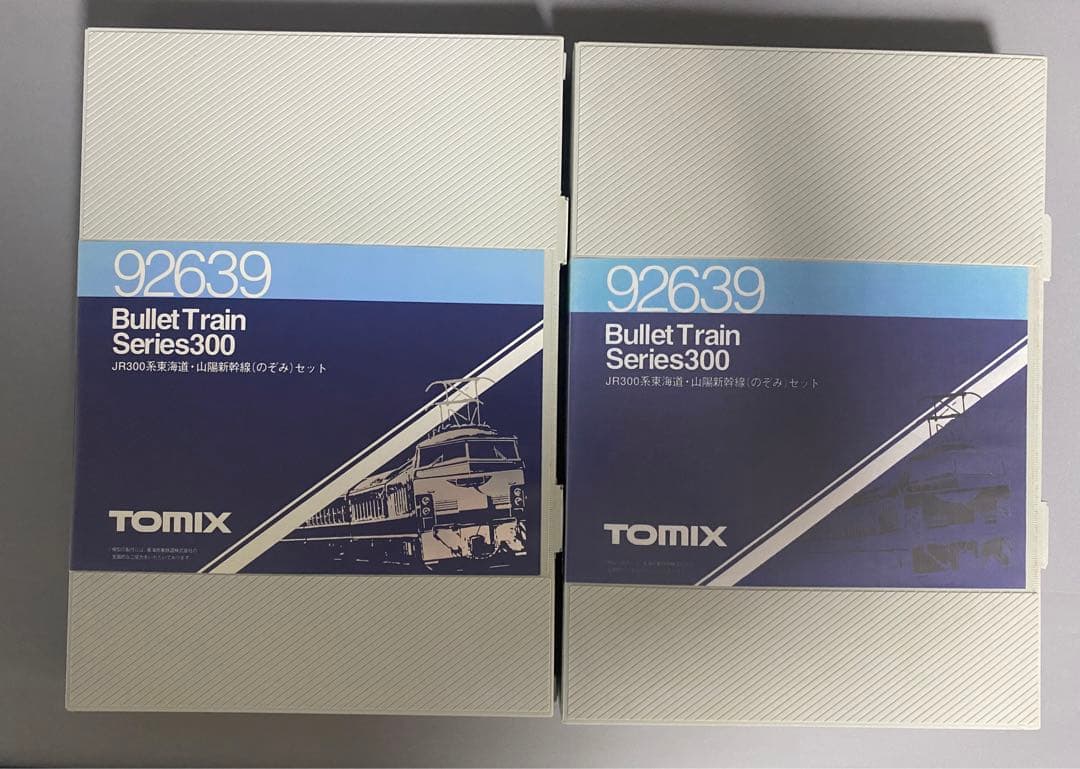 92639
Bullet Train
Series300
JR300系東海道・山陽新幹線(のぞみ)セット
TOMIX
92639
Bullet Train
Series300
JR300系東海道・山陽新幹線(のぞみ)セット
TOMIX